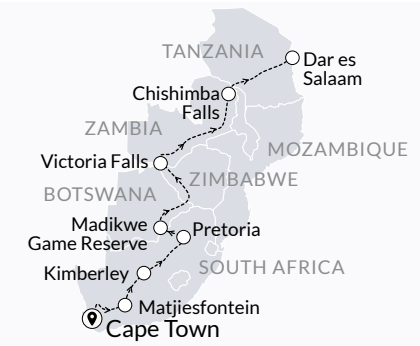 TANZANIA
Dar es
Salaam
Chishimba
Falls
ZAMBIA
MOZAMBIQUE
Victoria Falls
ZIMBABWE
BOTSWANA
Madikwe
Game Reserve
Pretoria
Kimberley
SOUTH AFRICA
Matjiesfontein
Cape Town